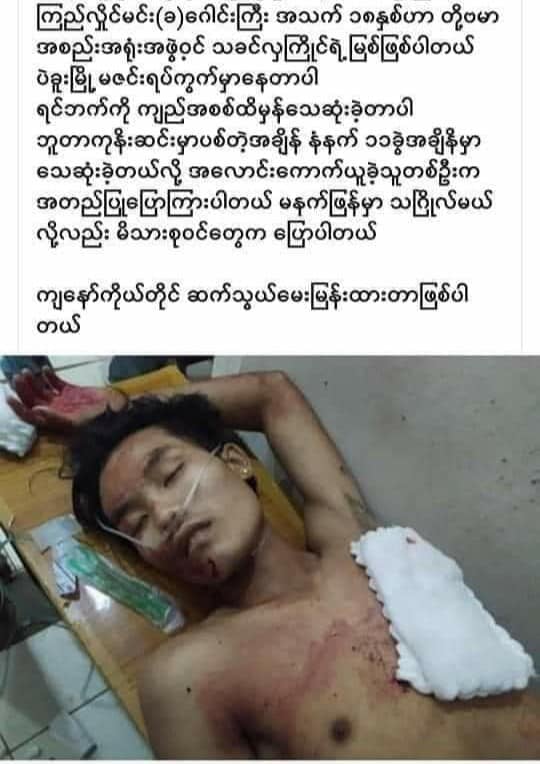 ကြည်လှိုင်မင်း(ခ)ဂေါင်းကြီး အသက် ၁၈နှစ်ဟာ တို့ဗမာ
အစည်းအရုံးအဖွဲ့ဝင် သခင်လှကြိုင်ရဲ့မြစ်ဖြစ်ပါတယ်
ပဲခူးမြို့မဇင်းရပ်ကွက်မှာနေတာပါ
ရင်ဘက်ကို ကျည်အစစ်ထိမှန်သေဆုံးခဲ့တာပါ
ဘူတာကုန်းဆင်းမှာပစ်တဲ့အချိန် နံနက် ၁၁ခွဲအချိန်မှာ
သေဆုံးခဲ့တယ်လို့ အလောင်းကောက်ယူခဲ့သူတစ်ဦးက
အတည်ပြုပြောကြားပါတယ် မနက်ဖြန်မှာ သင်္ဂြိုလ်မယ်
လို့လည်း မိသားစုဝင်တွေက ပြောပါတယ်
ကျနော်ကိုယ်တိုင် ဆက်သွယ်မေးမြန်းထားတာဖြစ်ပါ
တယ်